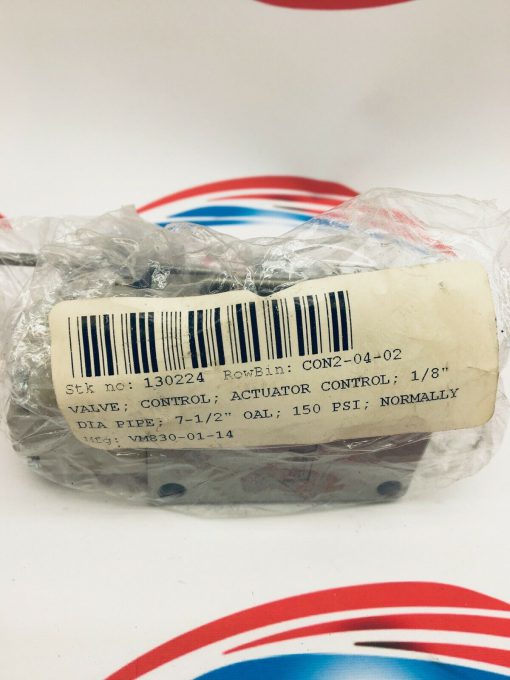 Stk no: 130224 RowBin: CON2-04-02
VALVE; CONTROL; ACTUATOR CONTROL; 1/8"
DIA PIPE; 7-1/2" OAL; 150 PSI; NORMALLY
Mfg: VM830-01-14